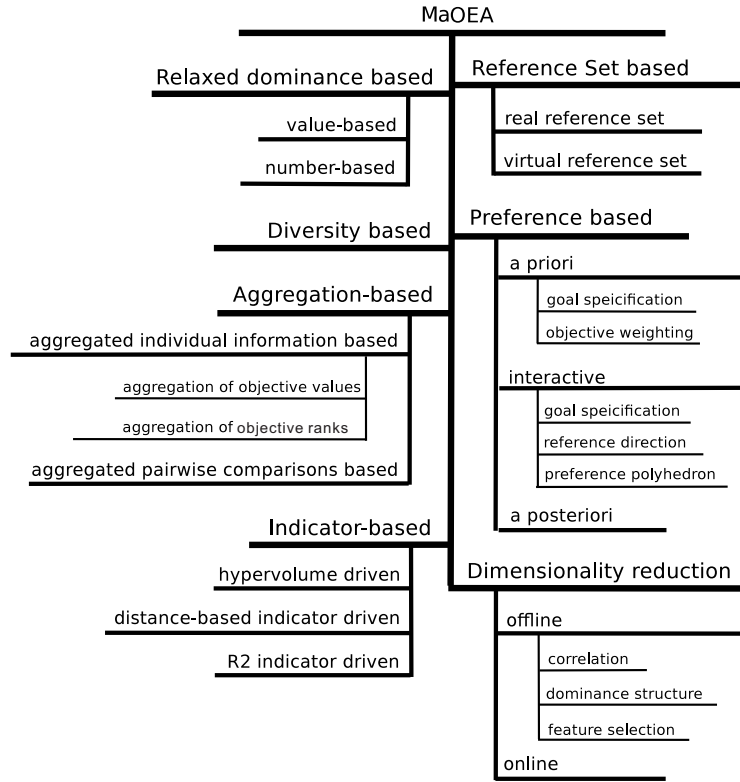 MaOEA
Relaxed dominance based
value-based
number-based
Diversity based
Aggregation-based
aggregated individual information based
aggregation of objective values
aggregation of objective ranks
aggregated pairwise comparisons based
Indicator-based
hypervolume driven
distance-based indicator driven
R2 indicator driven
Reference Set based
real reference set
virtual reference set
Preference based
a priori
goal speicification
objective weighting
interactive
goal speicification
reference direction
preference polyhedron
a posteriori
Dimensionality reduction
offline
correlation
dominance structure
feature selection
online